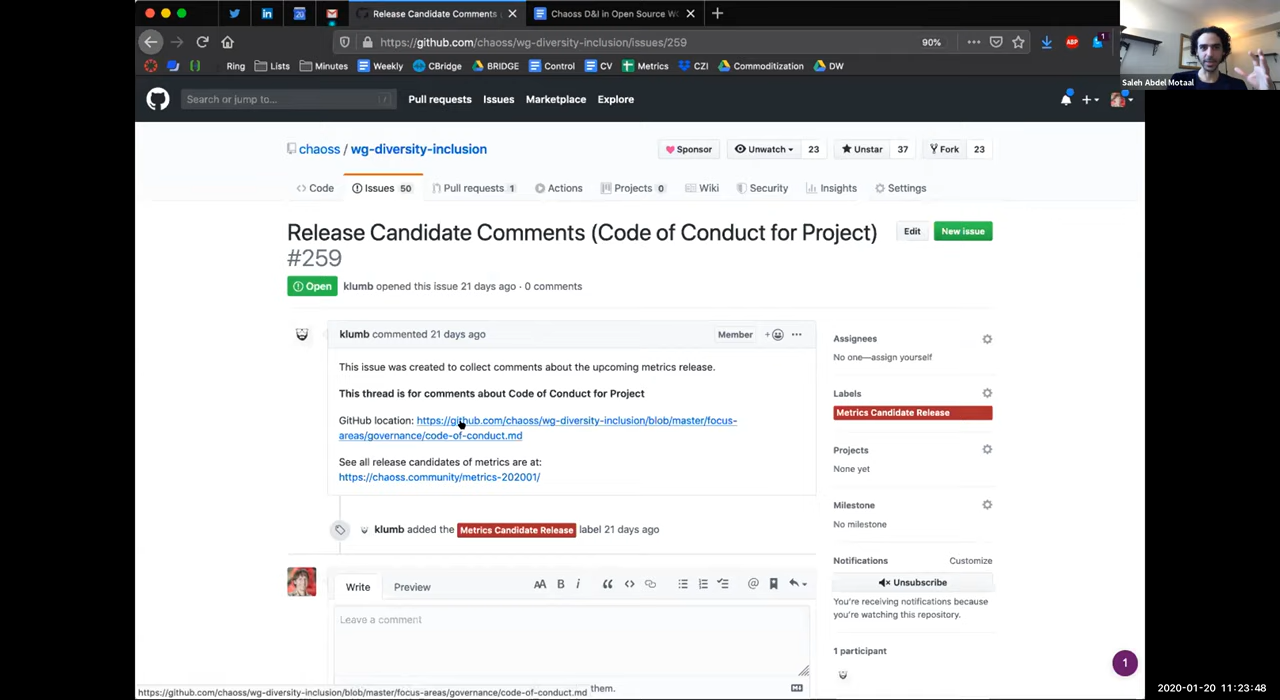 Release Candidate Comments
Chaoss D&I in Open Source Wo
20
https://github.com/chaoss/wg-diversity-inclusion/issues/259
90%
ABP
1
Ring
Lists
Minutes
Weekly
CBridge
BRIDGE
Control
CV
Metrics
CZI
Commoditization
DW
Saleh Abdel Motaal
Search or jump to...
/
Pull requests
Issues
Marketplace
Explore
chaoss / wg-diversity-inclusion
Sponsor
Unwatch
23
Unstar
37
Fork
23
Code
Issues 50
Pull requests 1
Actions
Projects 0
Wiki
Security
Insights
Settings
Release Candidate Comments (Code of Conduct for Project)
#259
Edit
New issue
Open
klumb opened this issue 21 days ago · 0 comments
klumb commented 21 days ago
Member
This issue was created to collect comments about the upcoming metrics release.
This thread is for comments about Code of Conduct for Project
GitHub location: https://github.com/chaoss/wg-diversity-inclusion/blob/master/focus-
areas/governance/code-of-conduct.md
See all release candidates of metrics are at:
https://chaoss.community/metrics-202001/
klumb added the Metrics Candidate Release label 21 days ago
Write
Preview
AA B i
Leave a comment
them.
Assignees
No one—assign yourself
Labels
Metrics Candidate Release
Projects
None yet
Milestone
No milestone
Notifications
Customize
Unsubscribe
You're receiving notifications because
you're watching this repository.
1 participant
1
https://github.com/chaoss/wg-diversity-inclusion/blob/master/focus-areas/governance/code-of-conduct.md
2020-01-20 11:23:48